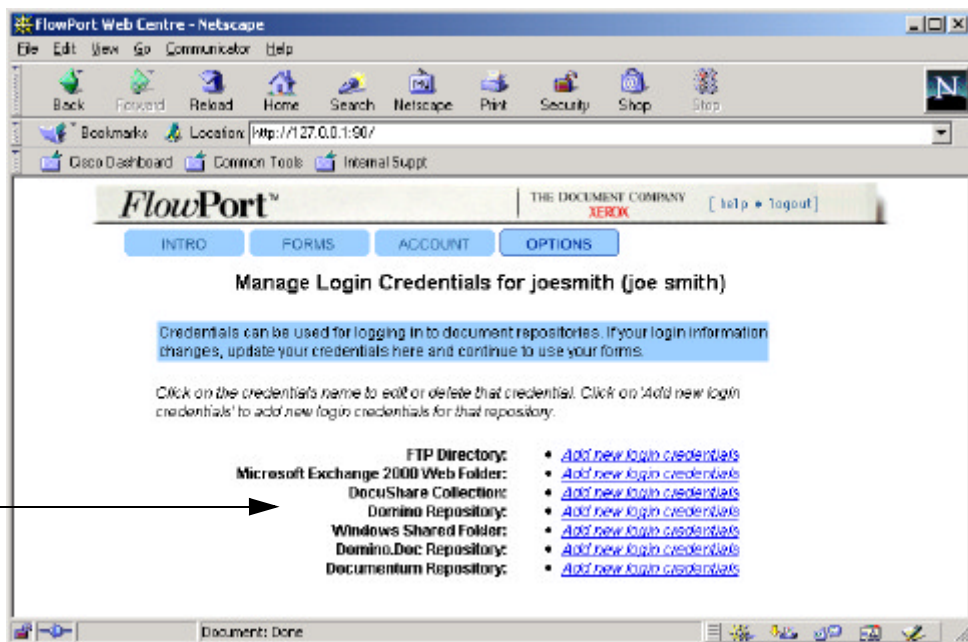 FlowPort Web Centre - Netscape
File Edit View Go Communicator Help
Back Forward Reload Home Search Netscape Print Security Shop Stop
N
Bookmarks Location: http://127.0.0.1:90/
Cisco Dashboard Common Tools Internal Suppt
FlowPort™
THE DOCUMENT COMPANY
XEROX
[ help • logout]
INTRO FORMS ACCOUNT OPTIONS
Manage Login Credentials for joesmith (joe smith)
Credentials can be used for logging in to document repositories. If your login information
changes, update your credentials here and continue to use your forms.
Click on the credentials name to edit or delete that credential. Click on 'Add new login
credentials' to add new login credentials for that repository.
FTP Directory: • Add new login credentials
Microsoft Exchange 2000 Web Folder: • Add new login credentials
DocuShare Collection: • Add new login credentials
Domino Repository: • Add new login credentials
Windows Shared Folder: • Add new login credentials
Domino.Doc Repository: • Add new login credentials
Documentum Repository: • Add new login credentials
Document: Done